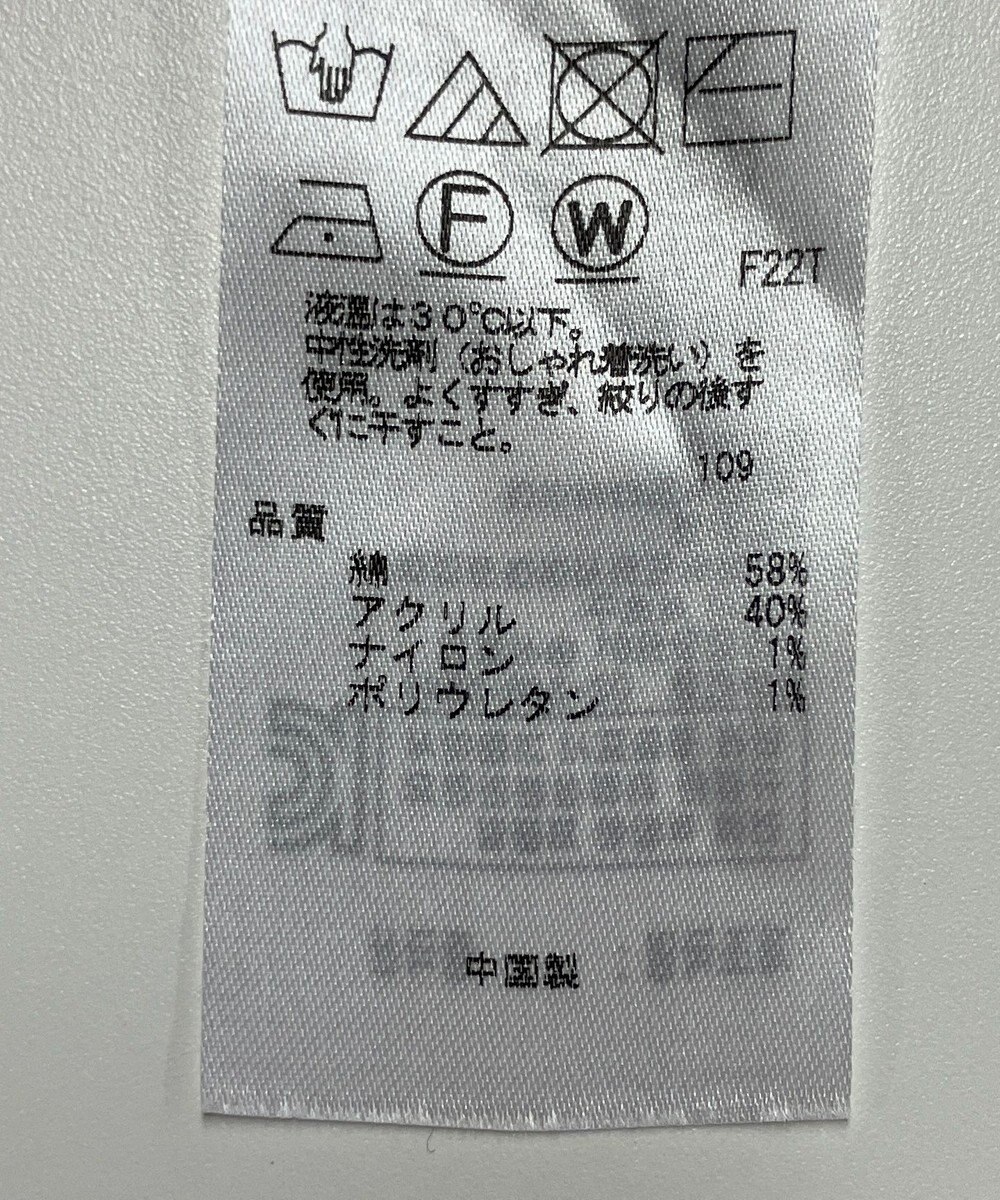 F
W
F22T
液温は30℃以下。
中性洗剤（おしゃれ着洗い）を
使用。よくすすぎ、絞りの後す
ぐに干すこと。
109
品質
綿 58%
アクリル 40%
ナイロン 1%
ポリウレタン 1%
中国製